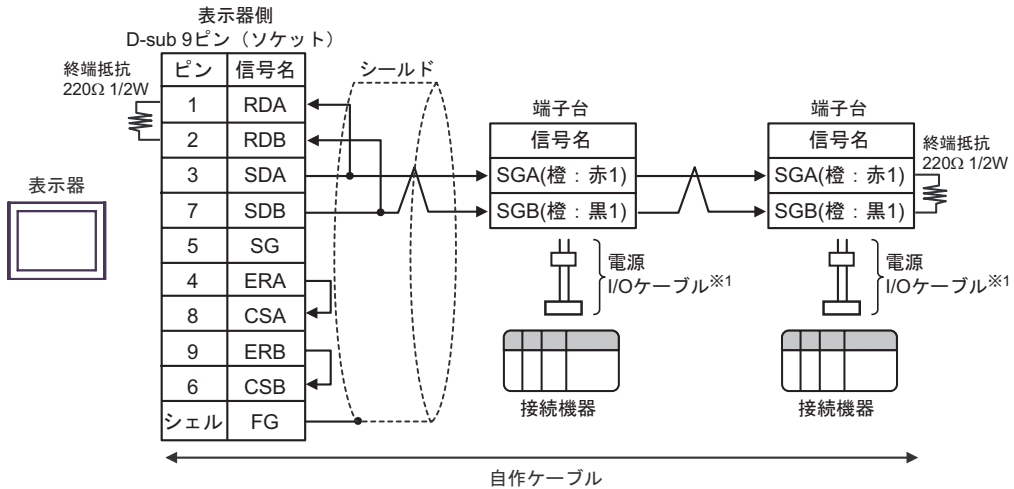 表示器側
D-sub 9ピン（ソケット）
終端抵抗
220Ω 1/2W
ピン 信号名
1 RDA
2 RDB
3 SDA
7 SDB
5 SG
4 ERA
8 CSA
9 ERB
6 CSB
シェル FG
シールド
表示器
端子台
信号名
SGA(橙：赤1)
SGB(橙：黒1)
電源
I/Oケーブル※1
接続機器
端子台
信号名
SGA(橙：赤1)
SGB(橙：黒1)
終端抵抗
220Ω 1/2W
電源
I/Oケーブル※1
接続機器
自作ケーブル